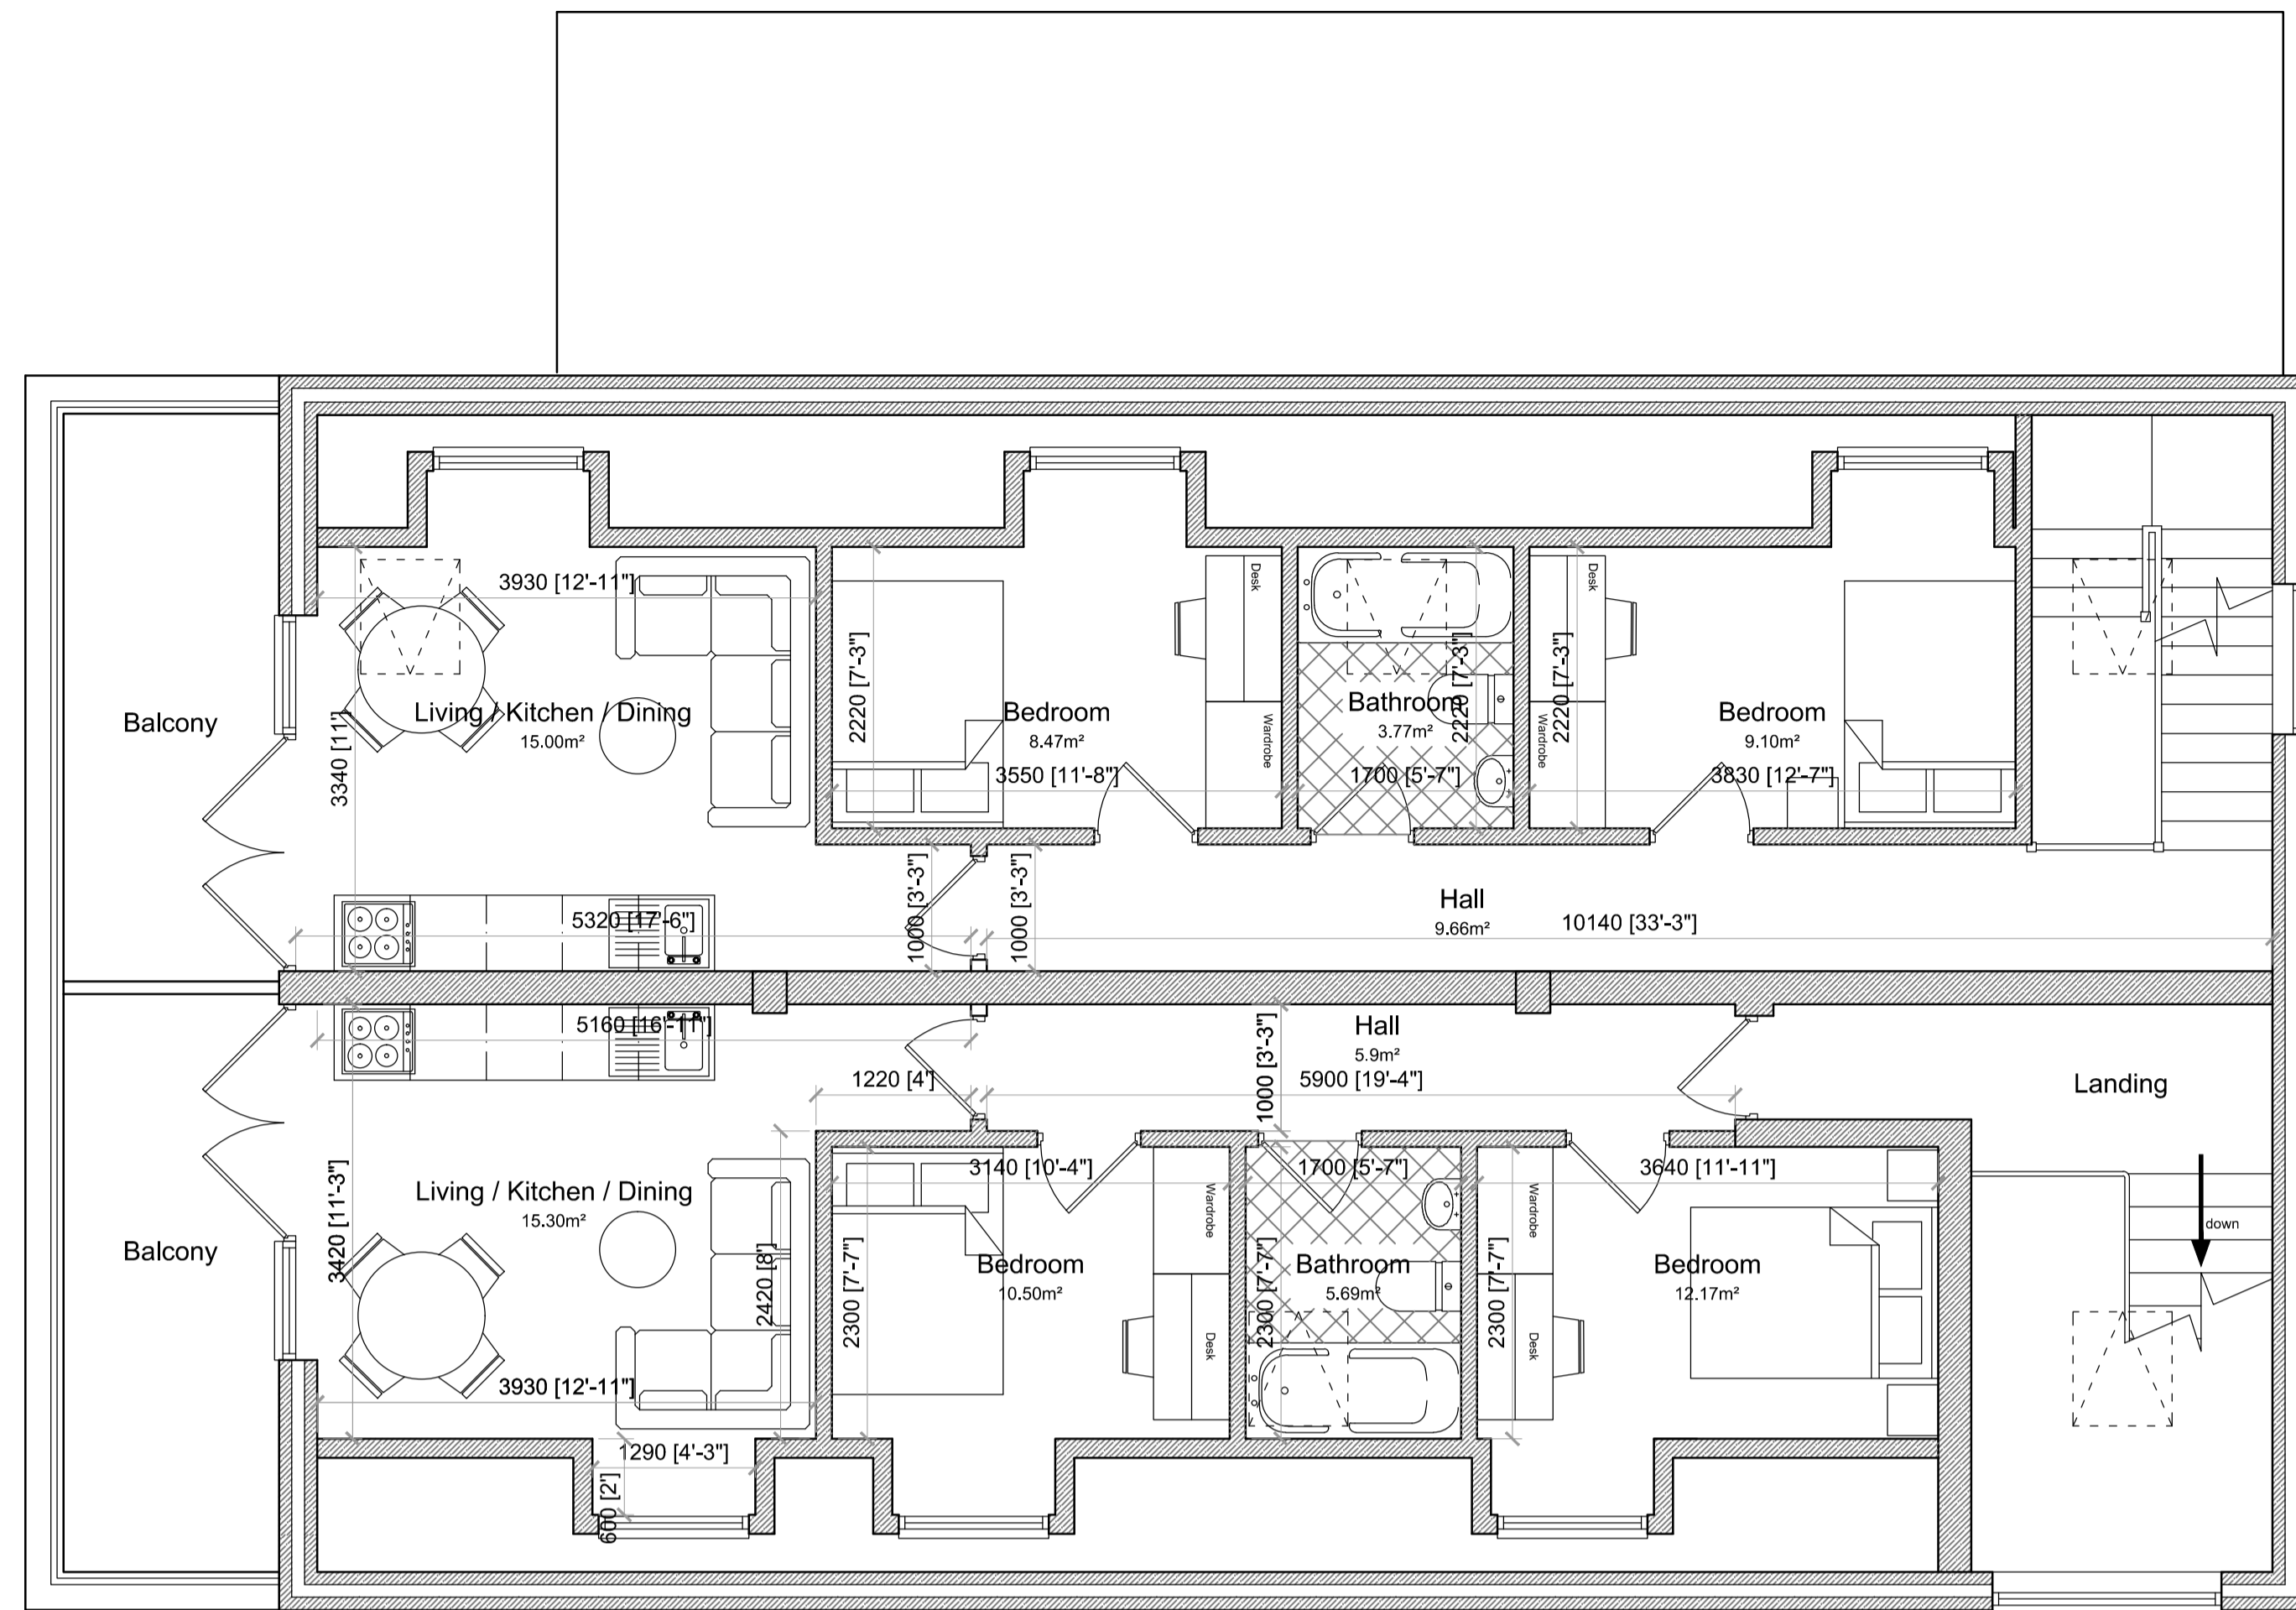 3930 [12'-11"]
Desk
Desk
2220 [7'-3"]
2220 [7'-3"]
2220 [7'-3"]
Balcony
Living / Kitchen / Dining
15.00m²
3340 [11']
Bedroom
8.47m²
Wardrobe
Bathroom
3.77m²
Wardrobe
Bedroom
9.10m²
3550 [11'-8"]
1700 [5'-7"]
3830 [12'-7"]
5320 [17'-6"]
1000 [3'-3"]
1000 [3'-3"]
Hall
9.66m²
10140 [33'-3"]
5160 [16'-11"]
Hall
5.9m²
1000 [3'-3"]
1220 [4']
5900 [19'-4"]
Landing
3140 [10'-4"]
1700 [5'-7"]
3640 [11'-11"]
Balcony
Living / Kitchen / Dining
15.30m²
3420 [11'-3"]
Wardrobe
Wardrobe
down
2420 [8']
2300 [7'-7"]
Bedroom
10.50m²
2300 [7'-7"]
Bathroom
5.69m²
2300 [7'-7"]
Bedroom
12.17m²
Desk
Desk
3930 [12'-11"]
1290 [4'-3"]
600 [2']